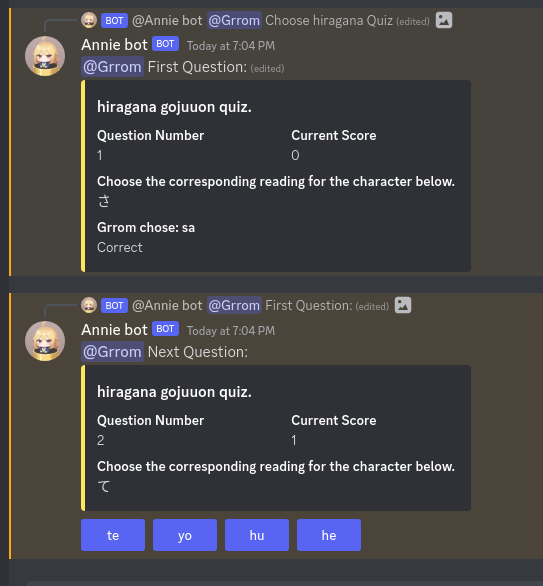 BOT @Annie bot @Grrom Choose hiragana Quiz (edited)
Annie bot BOT Today at 7:04 PM
@Grrom First Question: (edited)
hiragana gojuuon quiz.
Question Number Current Score
1 0
Choose the corresponding reading for the character below.
さ
Grrom chose: sa
Correct
BOT @Annie bot @Grrom First Question: (edited)
Annie bot BOT Today at 7:04 PM
@Grrom Next Question:
hiragana gojuuon quiz.
Question Number Current Score
2 1
Choose the corresponding reading for the character below.
て
te yo hu he